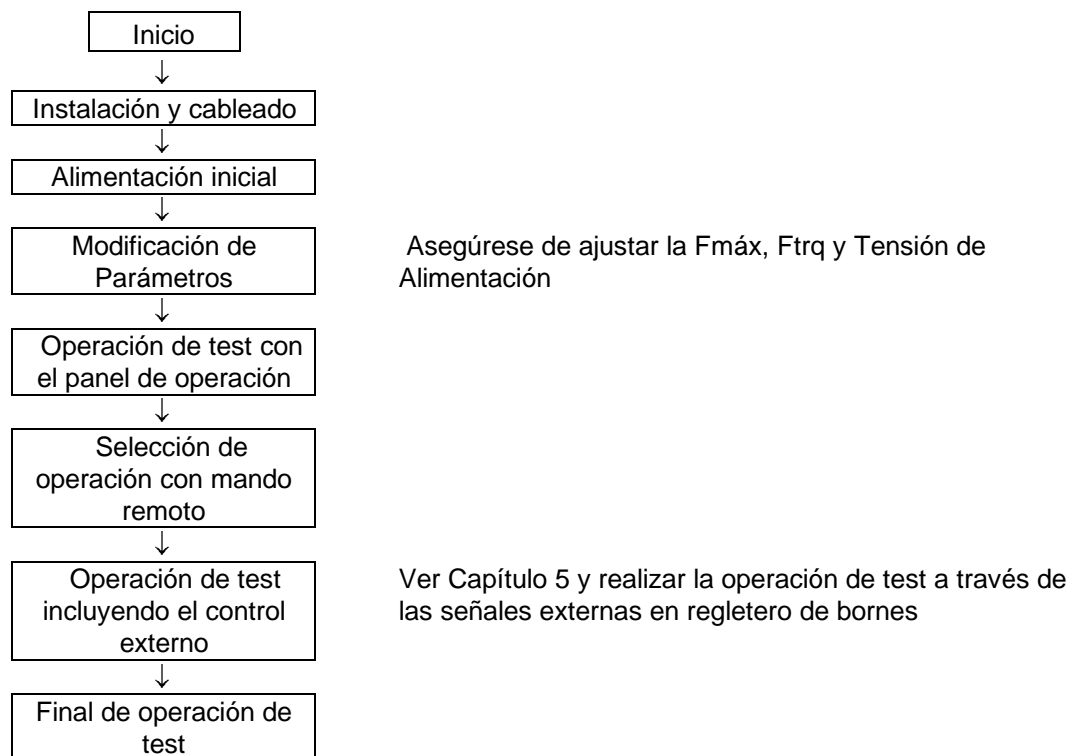 Inicio
↓
Instalación y cableado
↓
Alimentación inicial
↓
Modificación de
Parámetros
Asegúrese de ajustar la Fmáx, Ftrq y Tensión de
Alimentación
↓
Operación de test con
el panel de operación
↓
Selección de
operación con mando
remoto
↓
Operación de test
incluyendo el control
externo
Ver Capítulo 5 y realizar la operación de test a través de
las señales externas en regletero de bornes
↓
Final de operación de
test